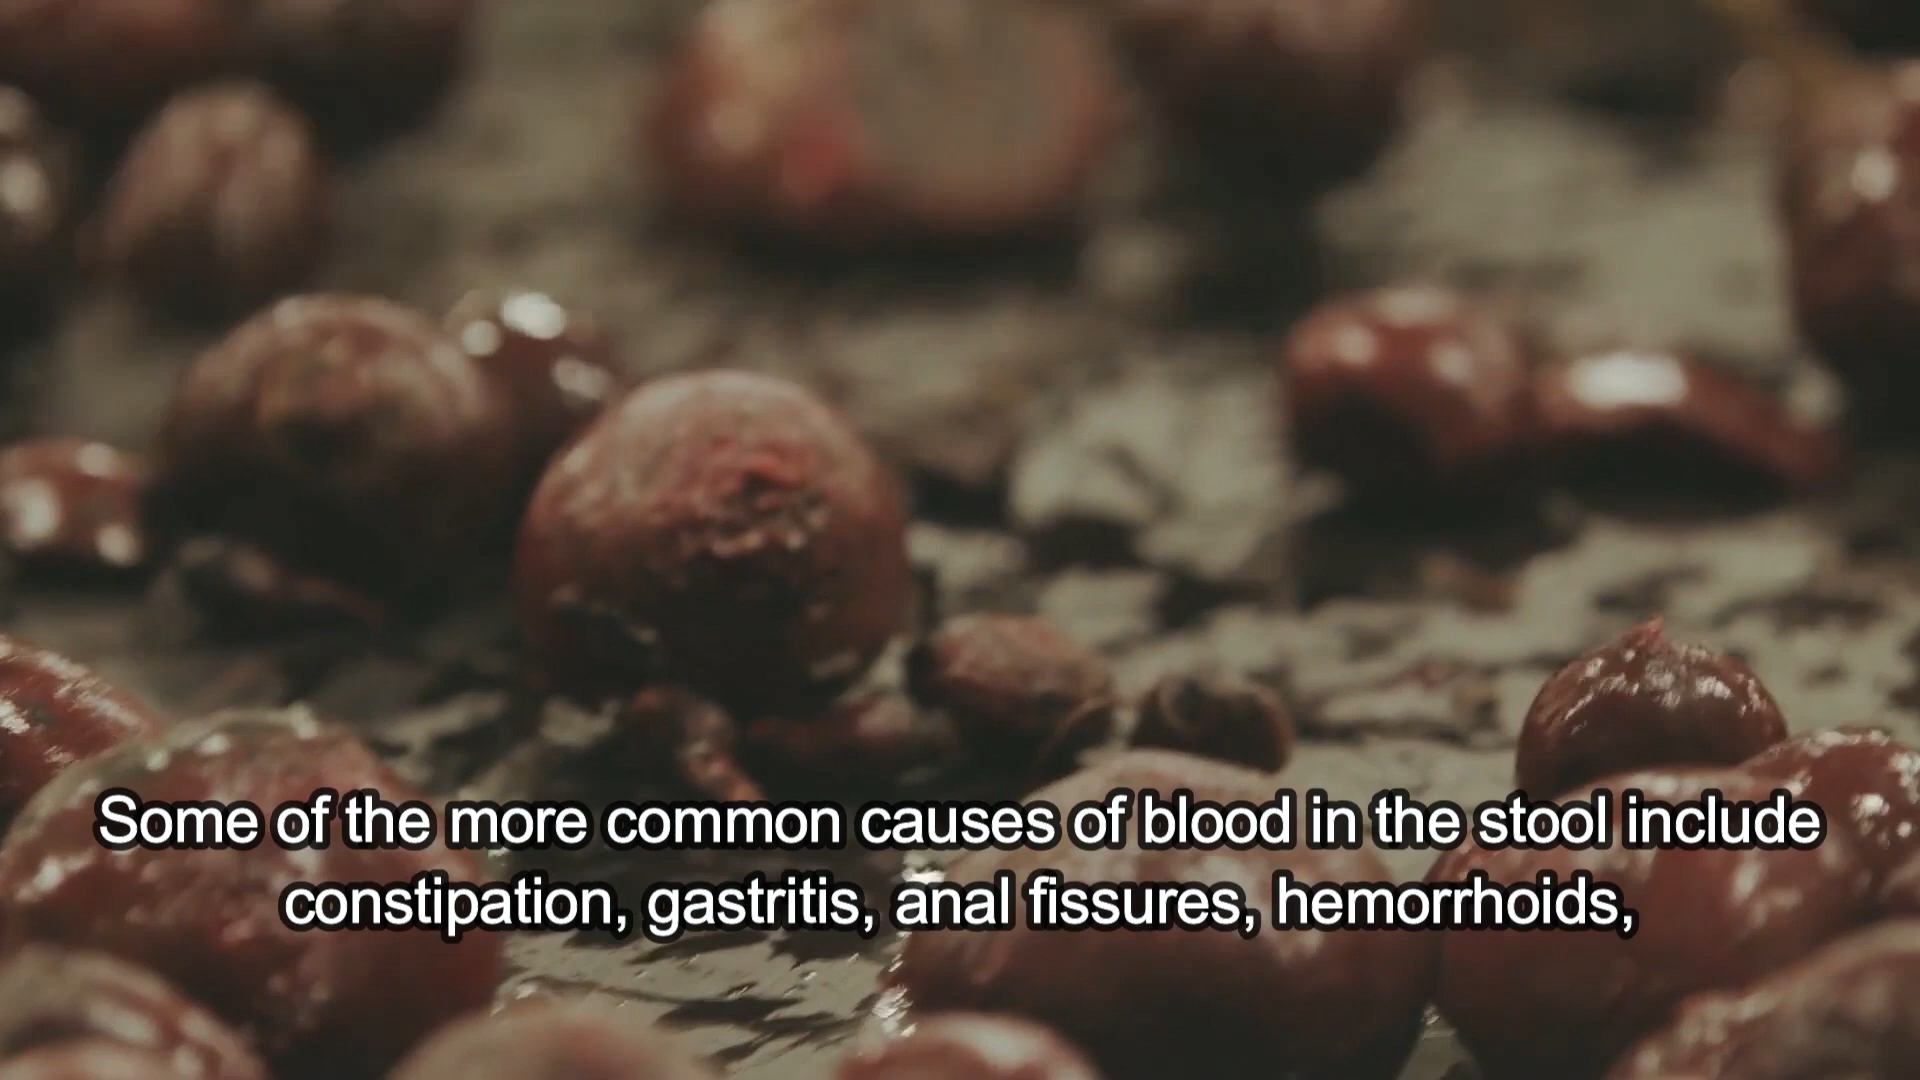 Some of the more common causes of blood in the stool include
constipation, gastritis, anal fissures, hemorrhoids,